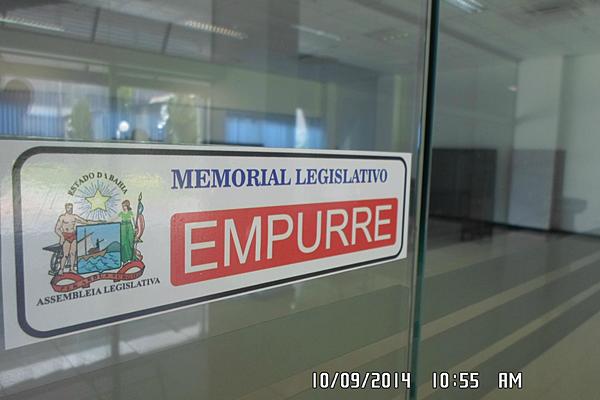 MEMORIAL LEGISLATIVO
EMPURRE
ESTADO DA BAHIA
ASSEMBLEIA LEGISLATIVA
10/09/2014 10:55 AM